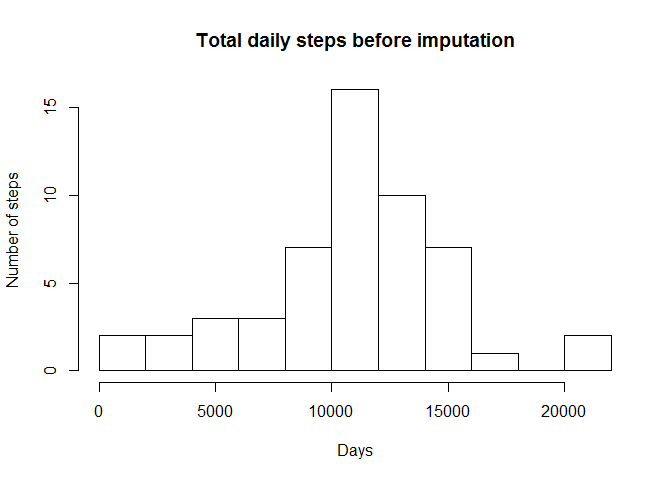 Total daily steps before imputation
15
10
5
0
Number of steps
0 5000 10000 15000 20000
Days